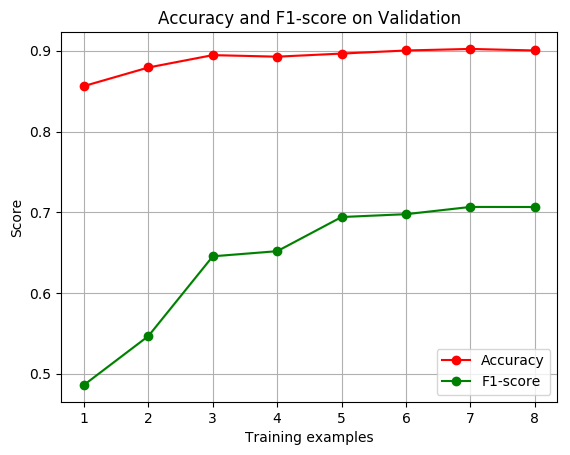 Accuracy and F1-score on Validation
0.9
0.8
0.7
0.6
0.5
Score
1 2 3 4 5 6 7 8
Training examples
Accuracy
F1-score